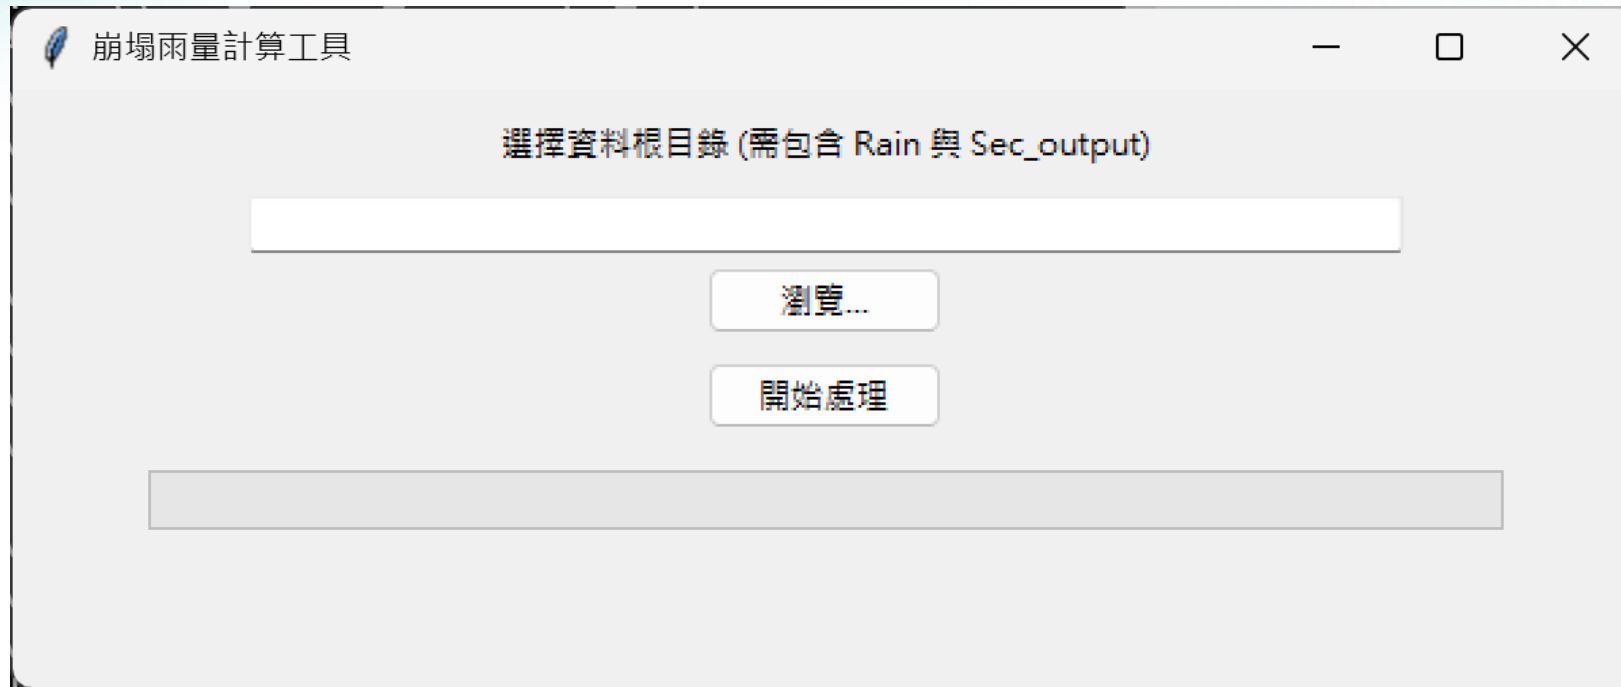 崩塌雨量計算工具
選擇資料根目錄 (需包含 Rain 與 Sec_output)
瀏覽...
開始處理